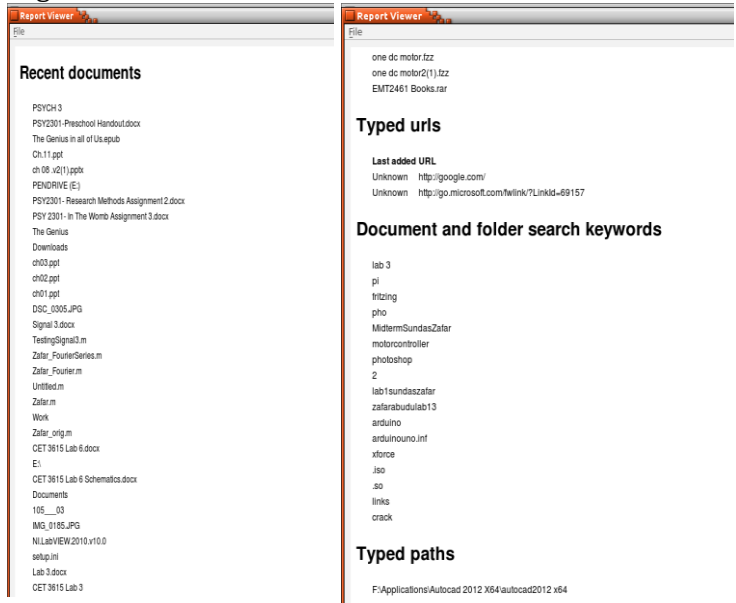 Report Viewer
File
Recent documents
PSYCH 3
PSY2301-Preschool Handout.docx
The Genius in all of Us.epub
Ch.11.ppt
ch 08 .v2(1).pptx
PENDRIVE (E:)
PSY2301- Research Methods Assignment 2.docx
PSY 2301- In The Womb Assignment 3.docx
The Genius
Downloads
ch03.ppt
ch02.ppt
ch01.ppt
DSC_0305.JPG
Signal 3.docx
TestingSignal3.m
Zafar_FourierSeries.m
Zafar_Fourier.m
Untitled.m
Zafar.m
Work
Zafar_orig.m
CET 3615 Lab 6.docx
E:\
CET 3615 Lab 6 Schematics.docx
Documents
105___03
IMG_0185.JPG
NI.LabVIEW.2010.v10.0
setup.ini
Lab 3.docx
CET 3615 Lab 3
Report Viewer
File
one dc motor.fzz
one dc motor2(1).fzz
EMT2461 Books.rar
Typed urls
Last added URL
Unknown http://google.com/
Unknown http://go.microsoft.com/fwlink/?LinkId=69157
Document and folder search keywords
lab 3
pi
fritzing
pho
MidtermSundasZafar
motorcontroller
photoshop
2
lab1sundaszafar
zafarabudulab13
arduino
arduinouno.inf
xforce
.iso
.so
links
crack
Typed paths
F:\Applications\Autocad 2012 X64\autocad2012 x64